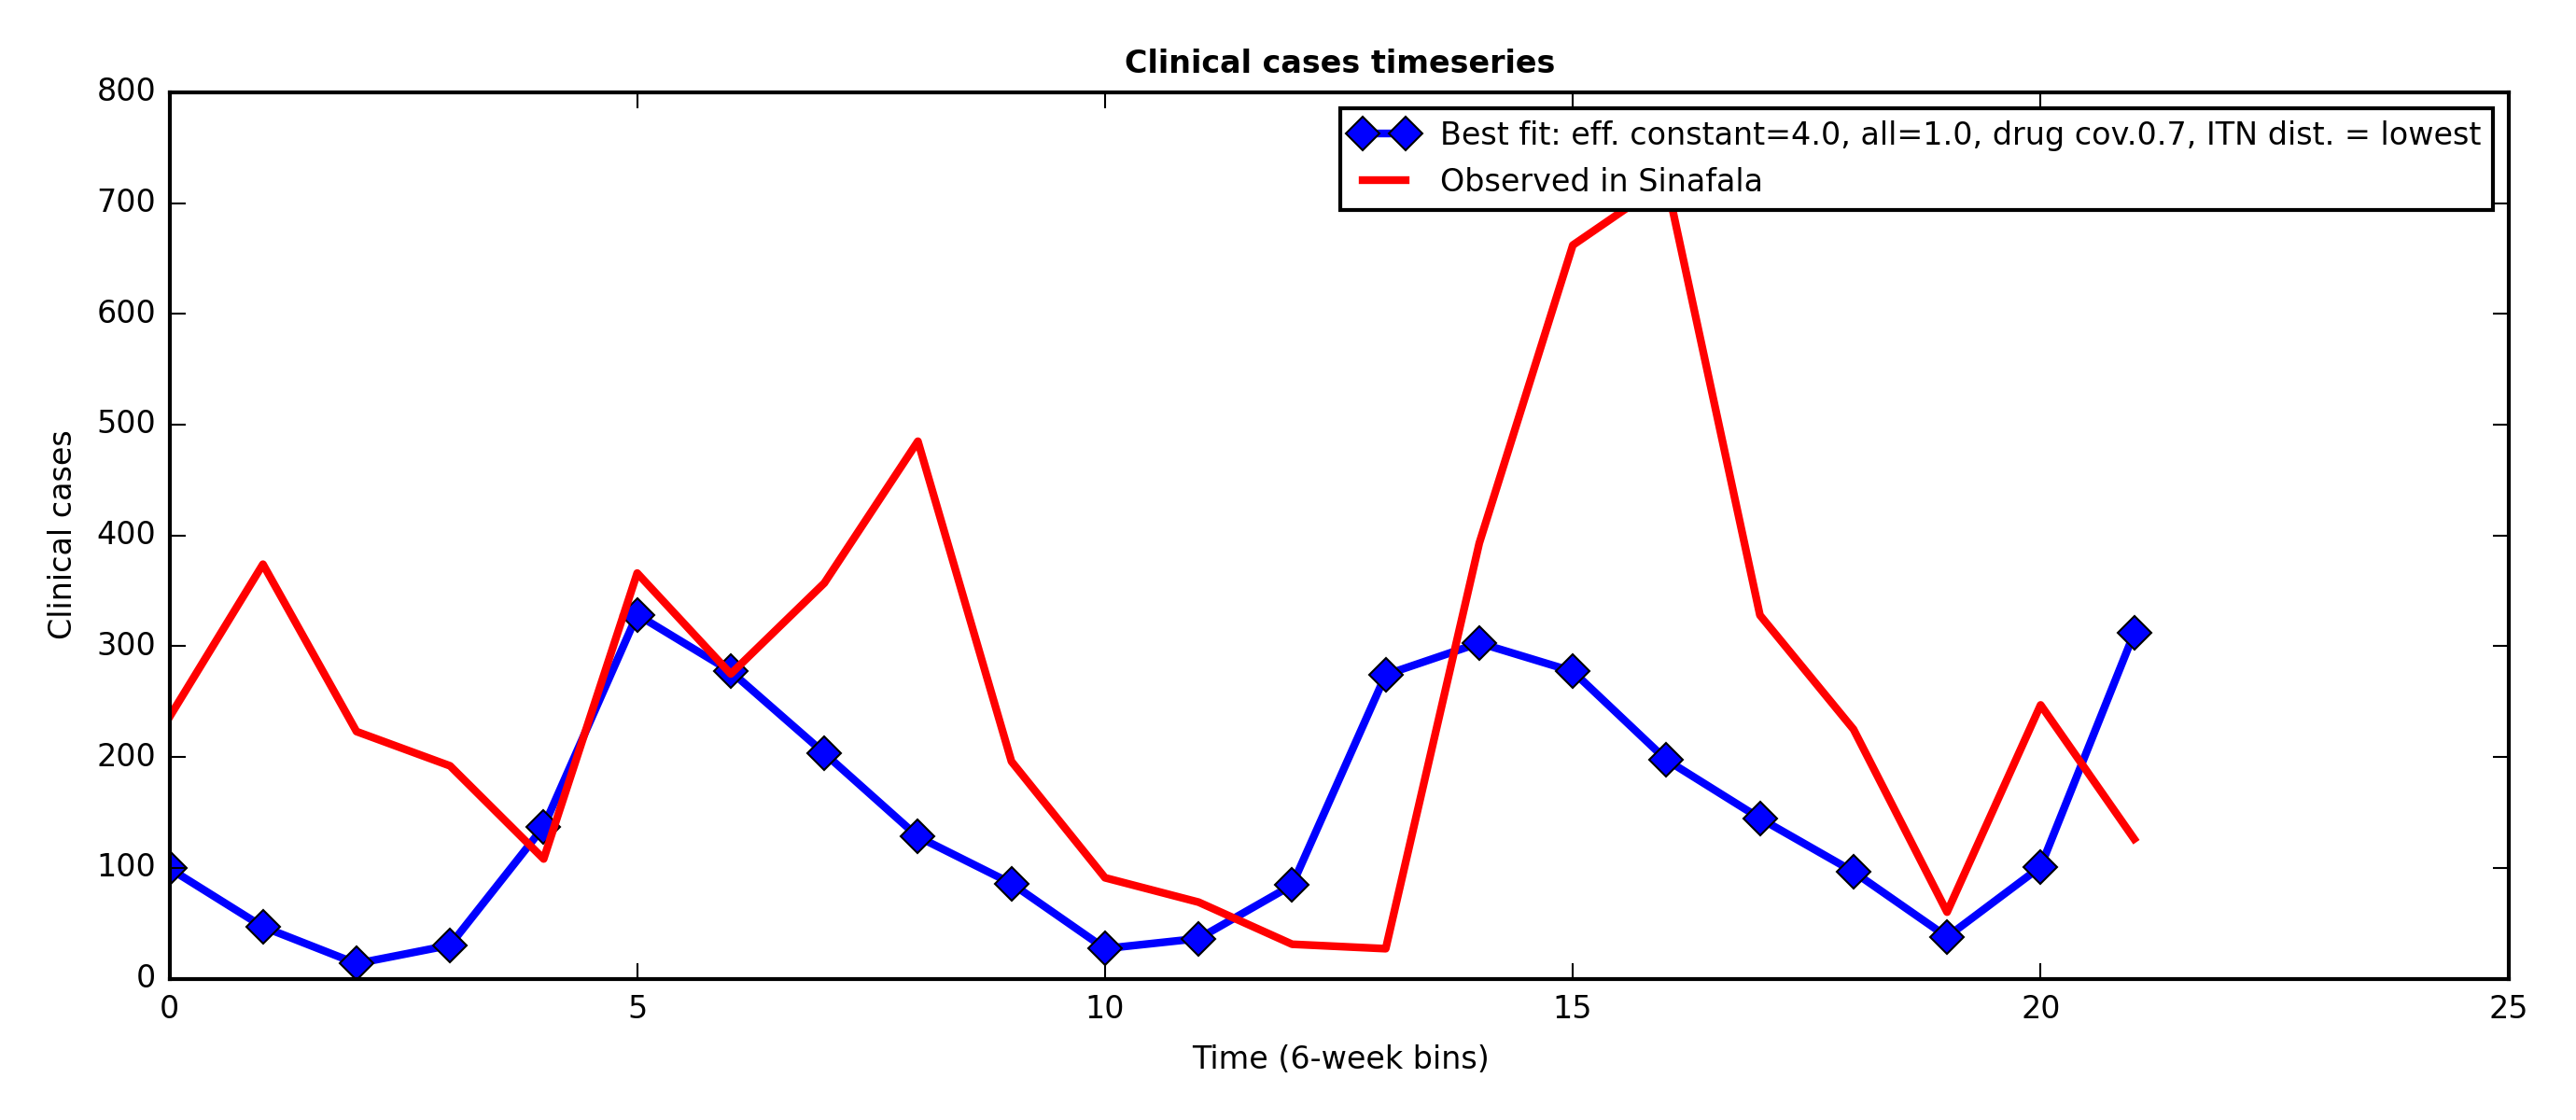 Clinical cases timeseries
800
700
600
500
400
300
200
100
0
Clinical cases
Best fit: eff. constant=4.0, all=1.0, drug cov.0.7, ITN dist. = lowest
Observed in Sinafala
0 5 10 15 20 25
Time (6-week bins)